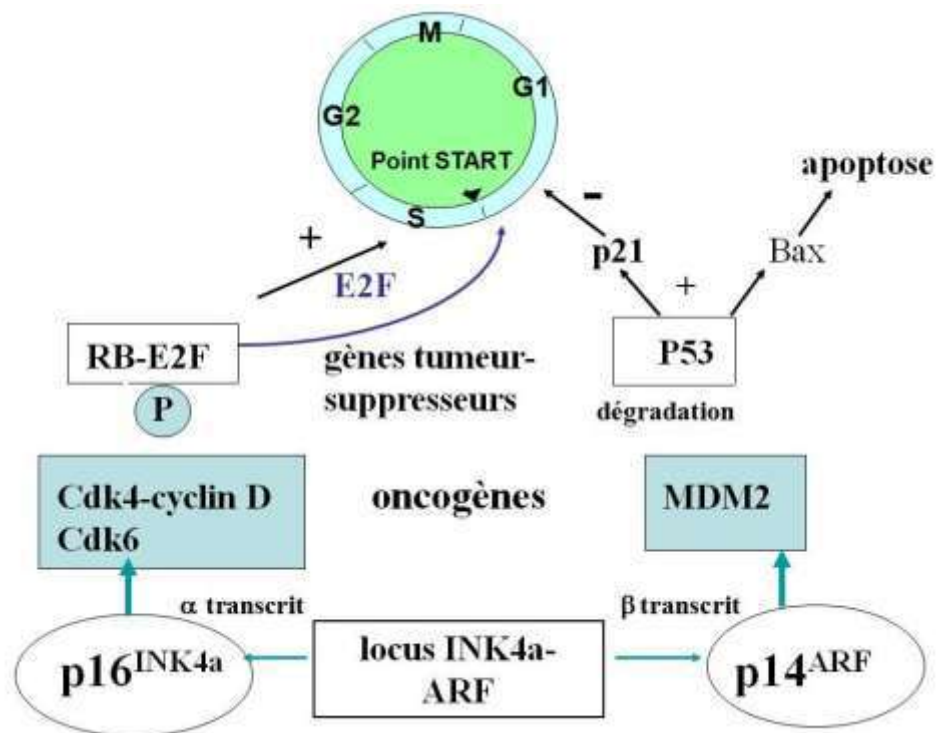 M
G1
G2
Point START
S
apoptose
-
+
p21
Bax
E2F
+
RB-E2F
P53
gènes tumeur-
suppresseurs
P
dégradation
Cdk4-cyclin D
Cdk6
oncogènes
MDM2
α transcrit
β transcrit
p16INK4a
locus INK4a-
ARF
p14ARF